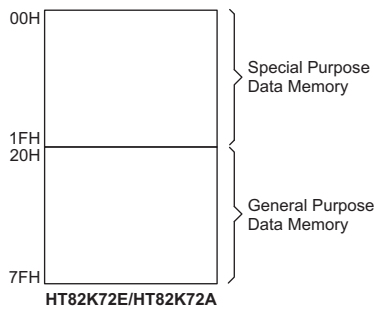 00H
Special Purpose
Data Memory
1FH
20H
General Purpose
Data Memory
7FH
HT82K72E/HT82K72A